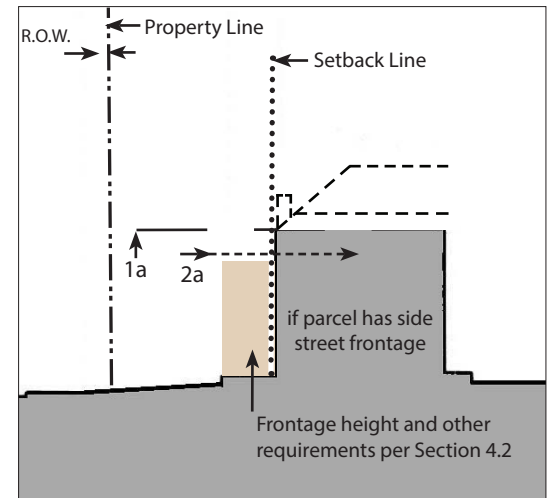 Property Line
R.O.W.
Setback Line
1a
2a
if parcel has side
street frontage
Frontage height and other
requirements per Section 4.2